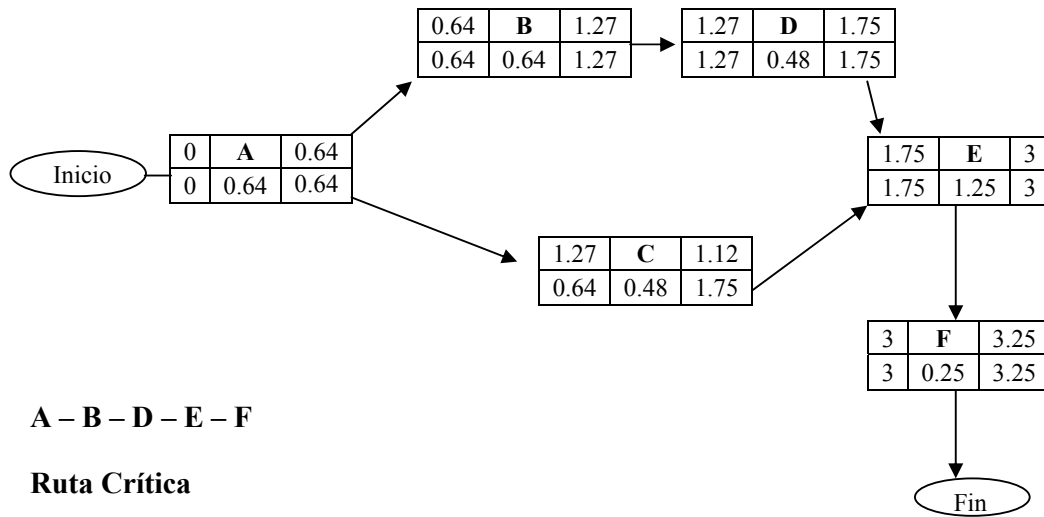 0.64 B 1.27
0.64 0.64 1.27
1.27 D 1.75
1.27 0.48 1.75
Inicio
0 A 0.64
0 0.64 0.64
1.75 E 3
1.75 1.25 3
1.27 C 1.12
0.64 0.48 1.75
3 F 3.25
3 0.25 3.25
A – B – D – E – F
Ruta Crítica
Fin